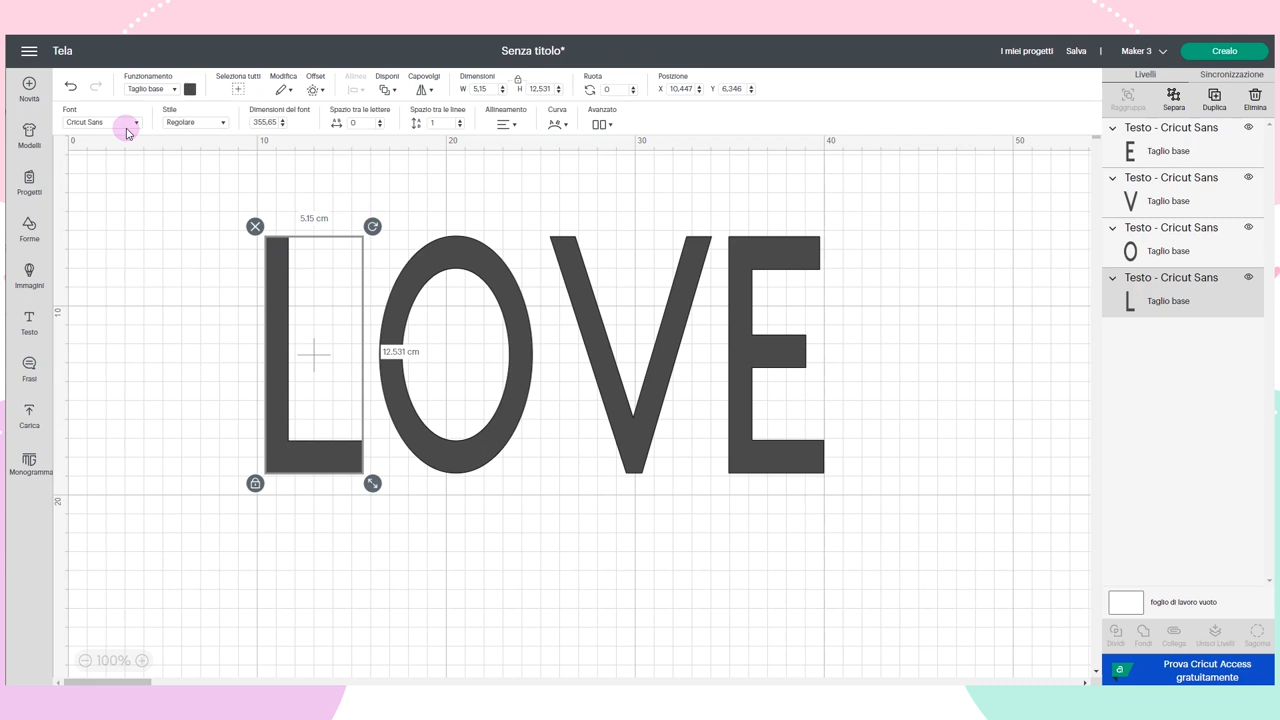 Tela
Senza titolo*
I miei progetti
Salva
|
Maker 3
Crealo
Funzionamento
Taglio base
Seleziona tutti
Modifica
Offset
Allinea
Disponi
Capovolgi
Dimensioni
W 5,15
H 12,531
Ruota
0
Posizione
X 10,447
Y 6,346
Font
Cricut Sans
Stile
Regolare
Dimensioni del font
355,65
Spazio tra le lettere
0
Spazio tra le linee
1
Allineamento
Curva
Avanzato
Novità
Modelli
Progetti
Forme
Immagini
Testo
Frasi
Carica
Monogramma
0
10
20
30
40
50
10
20
5.15 cm
12.531 cm
LOVE
100%
Livelli
Sincronizzazione
Raggruppe
Separa
Duplica
Elimina
Testo - Cricut Sans
E Taglio base
Testo - Cricut Sans
V Taglio base
Testo - Cricut Sans
O Taglio base
Testo - Cricut Sans
L Taglio base
foglio di lavoro vuoto
Dividi
Fondi
Collega
Unisci Livelli
Sagoma
a
Prova Cricut Access
gratuitamente